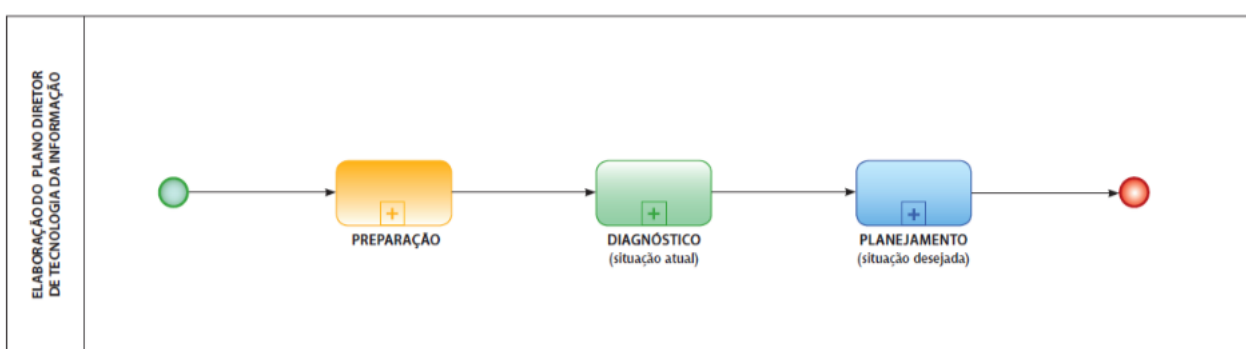 ELABORAÇÃO DO PLANO DIRETOR
DE TECNOLOGIA DA INFORMAÇÃO
PREPARAÇÃO
DIAGNÓSTICO
(situação atual)
PLANEJAMENTO
(situação desejada)